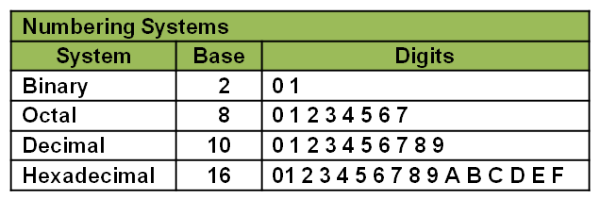 Numbering Systems
System Base Digits
Binary 2 0 1
Octal 8 0 1 2 3 4 5 6 7
Decimal 10 0 1 2 3 4 5 6 7 8 9
Hexadecimal 16 01 2 3 4 5 6 7 8 9 A B C D E F